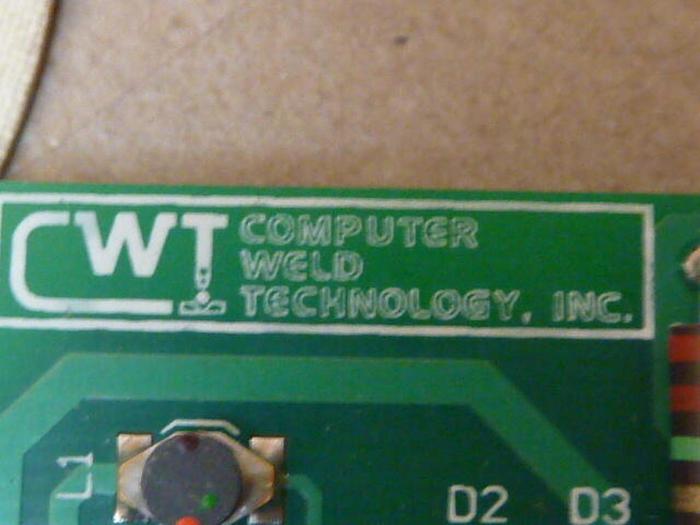 CWT COMPUTER
WELD
TECHNOLOGY, INC.
L1
D2 D3